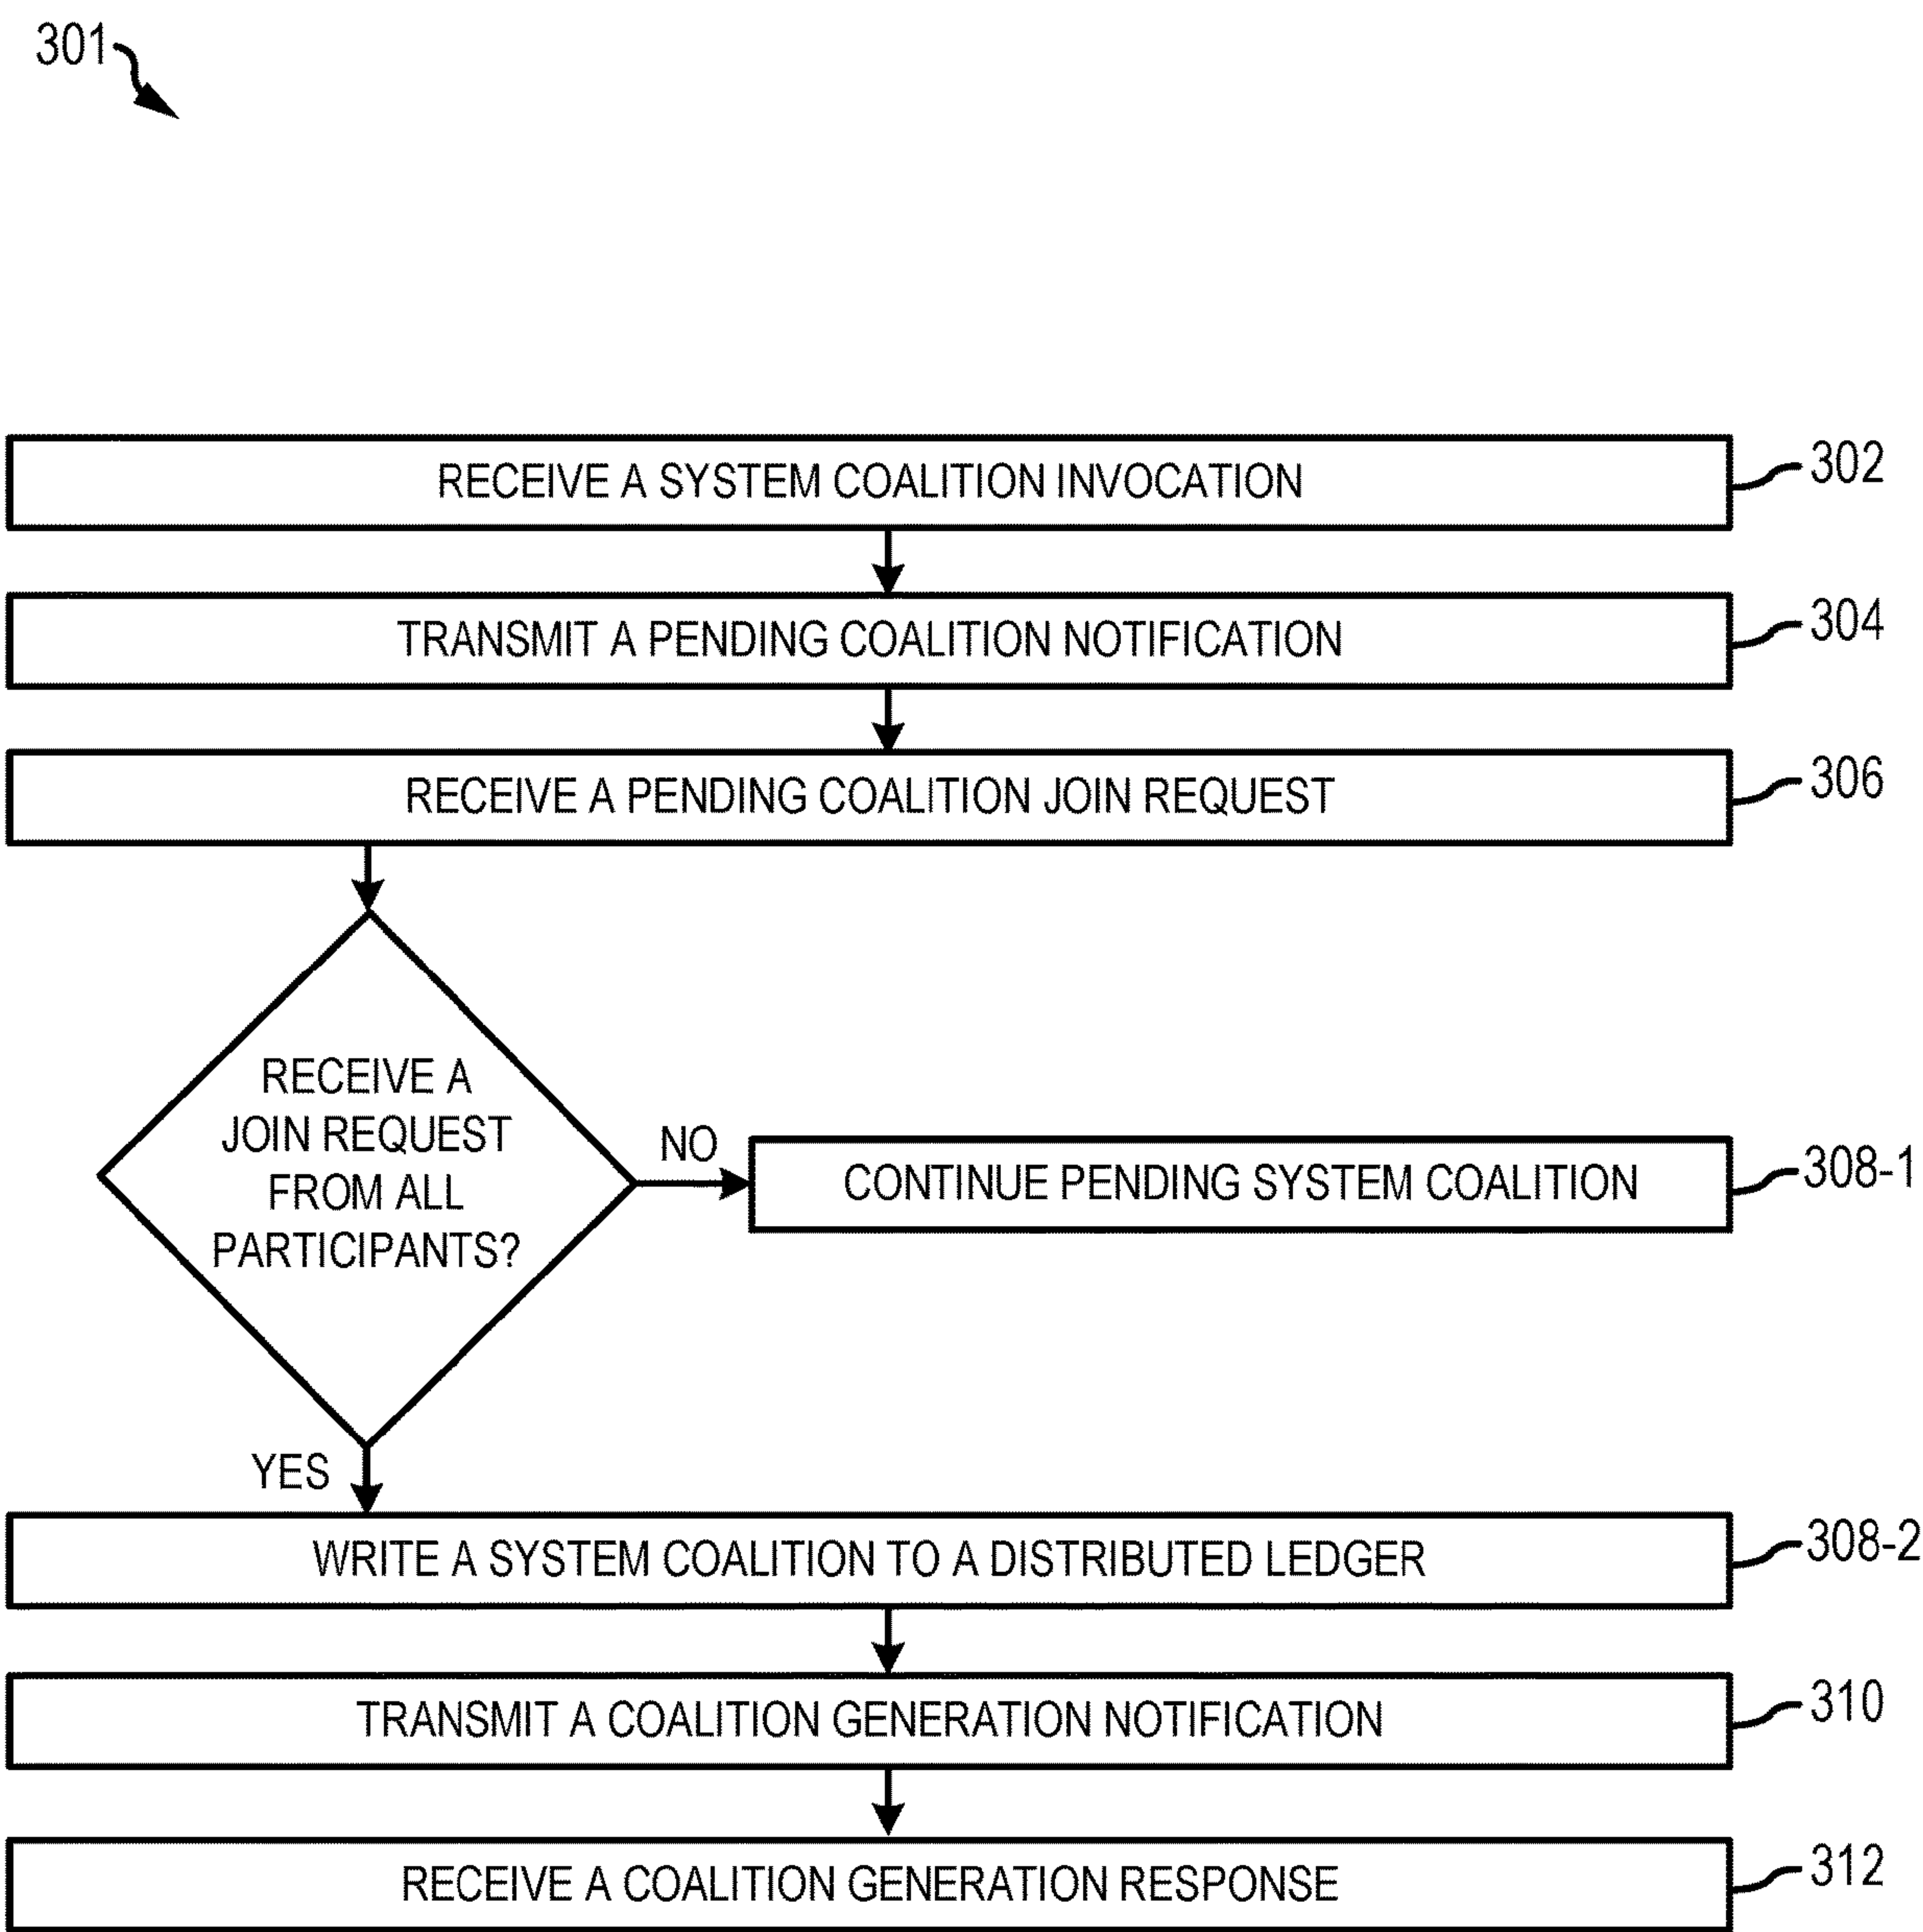 301
RECEIVE A SYSTEM COALITION INVOCATION
302
TRANSMIT A PENDING COALITION NOTIFICATION
304
RECEIVE A PENDING COALITION JOIN REQUEST
306
RECEIVE A
JOIN REQUEST
FROM ALL
PARTICIPANTS?
NO
CONTINUE PENDING SYSTEM COALITION
308-1
YES
WRITE A SYSTEM COALITION TO A DISTRIBUTED LEDGER
308-2
TRANSMIT A COALITION GENERATION NOTIFICATION
310
RECEIVE A COALITION GENERATION RESPONSE
312